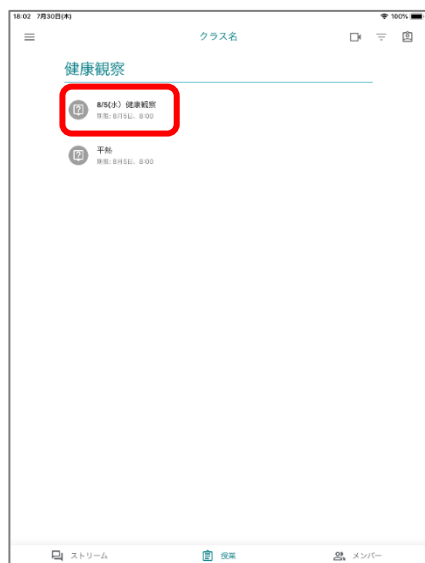 18:02 7月30日(木)
100%
クラス名
健康観察
8/5(水) 健康観察
期限: 8月5日、8:00
平熱
期限: 8月5日、8:00
ストリーム
授業
メンバー